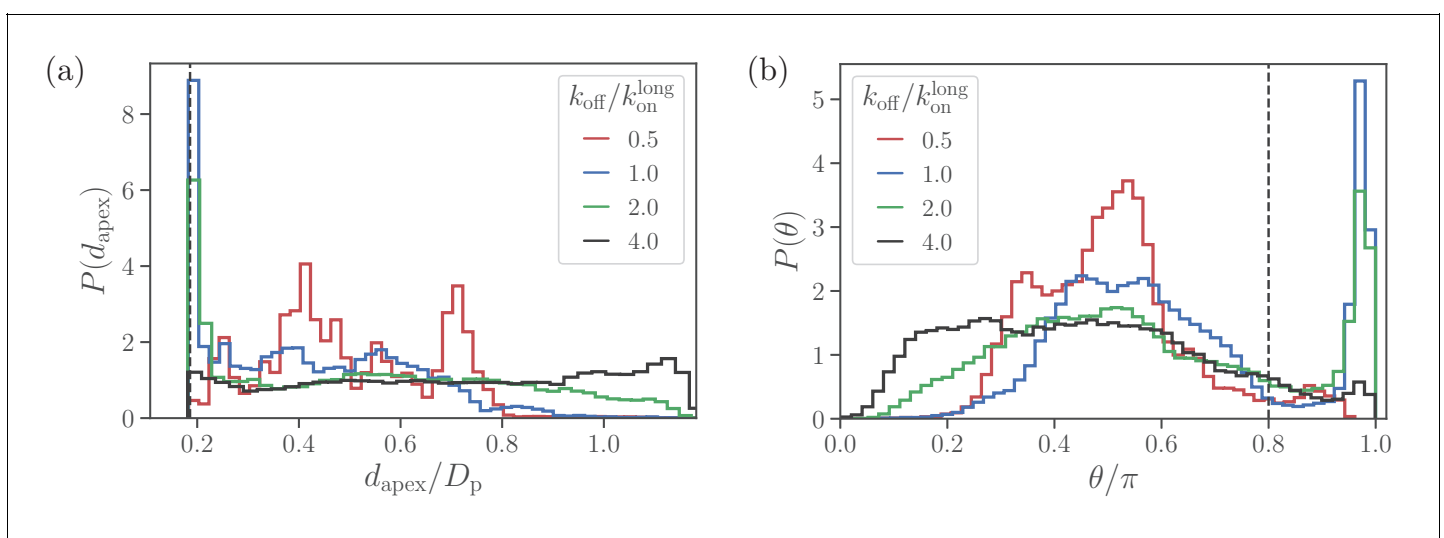 (a)
P(d_apex)
8
6
4
2
0
0.2 0.4 0.6 0.8 1.0
d_apex/D_p
k_off/k_on^long
0.5
1.0
2.0
4.0
(b)
P(θ)
5
4
3
2
1
0
0.0 0.2 0.4 0.6 0.8 1.0
θ/π
k_off/k_on^long
0.5
1.0
2.0
4.0